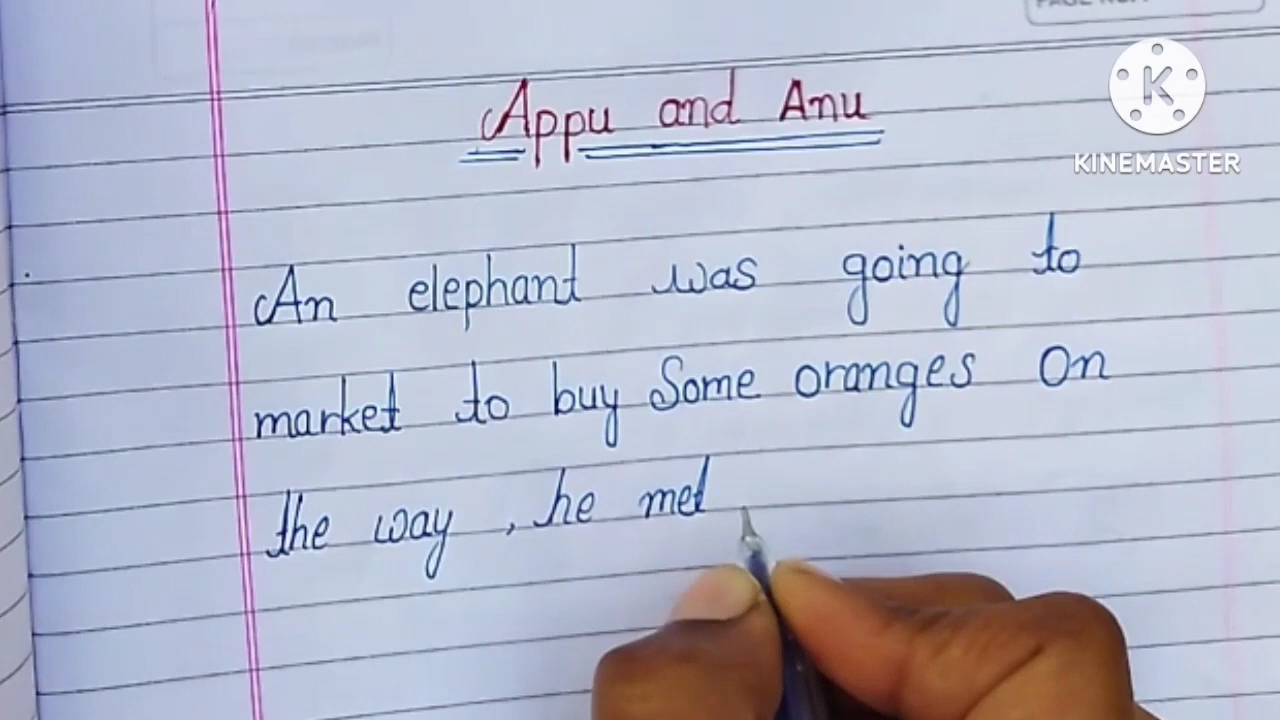 KINEMASTER
Appu and Anu
An elephant was going to
market to buy Some oranges On
the way , he met